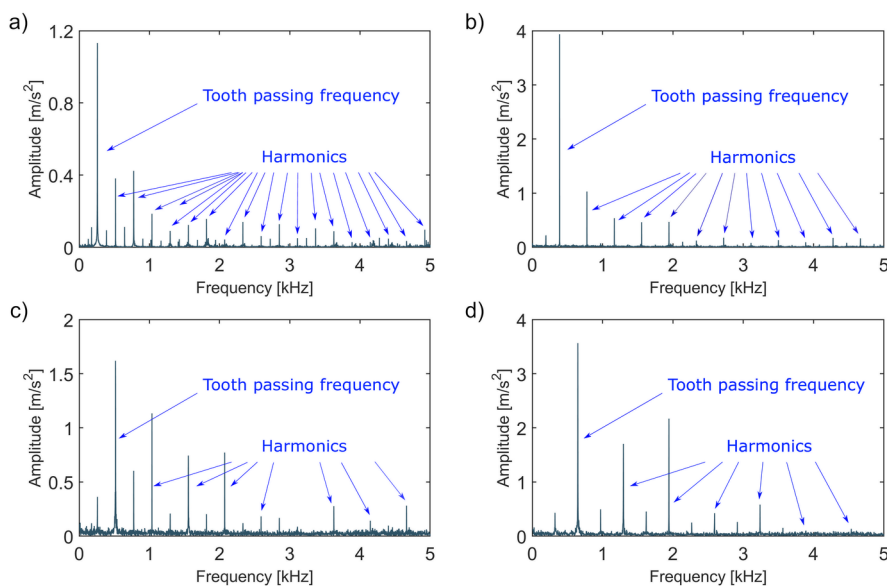 a)
1.2
0.8
0.4
0
Amplitude [m/s²]
Tooth passing frequency
Harmonics
0 1 2 3 4 5
Frequency [kHz]
b)
4
3
2
1
0
Amplitude [m/s²]
Tooth passing frequency
Harmonics
0 1 2 3 4 5
Frequency [kHz]
c)
2
1.5
1
0.5
0
Amplitude [m/s²]
Tooth passing frequency
Harmonics
0 1 2 3 4 5
Frequency [kHz]
d)
4
3
2
1
0
Amplitude [m/s²]
Tooth passing frequency
Harmonics
0 1 2 3 4 5
Frequency [kHz]